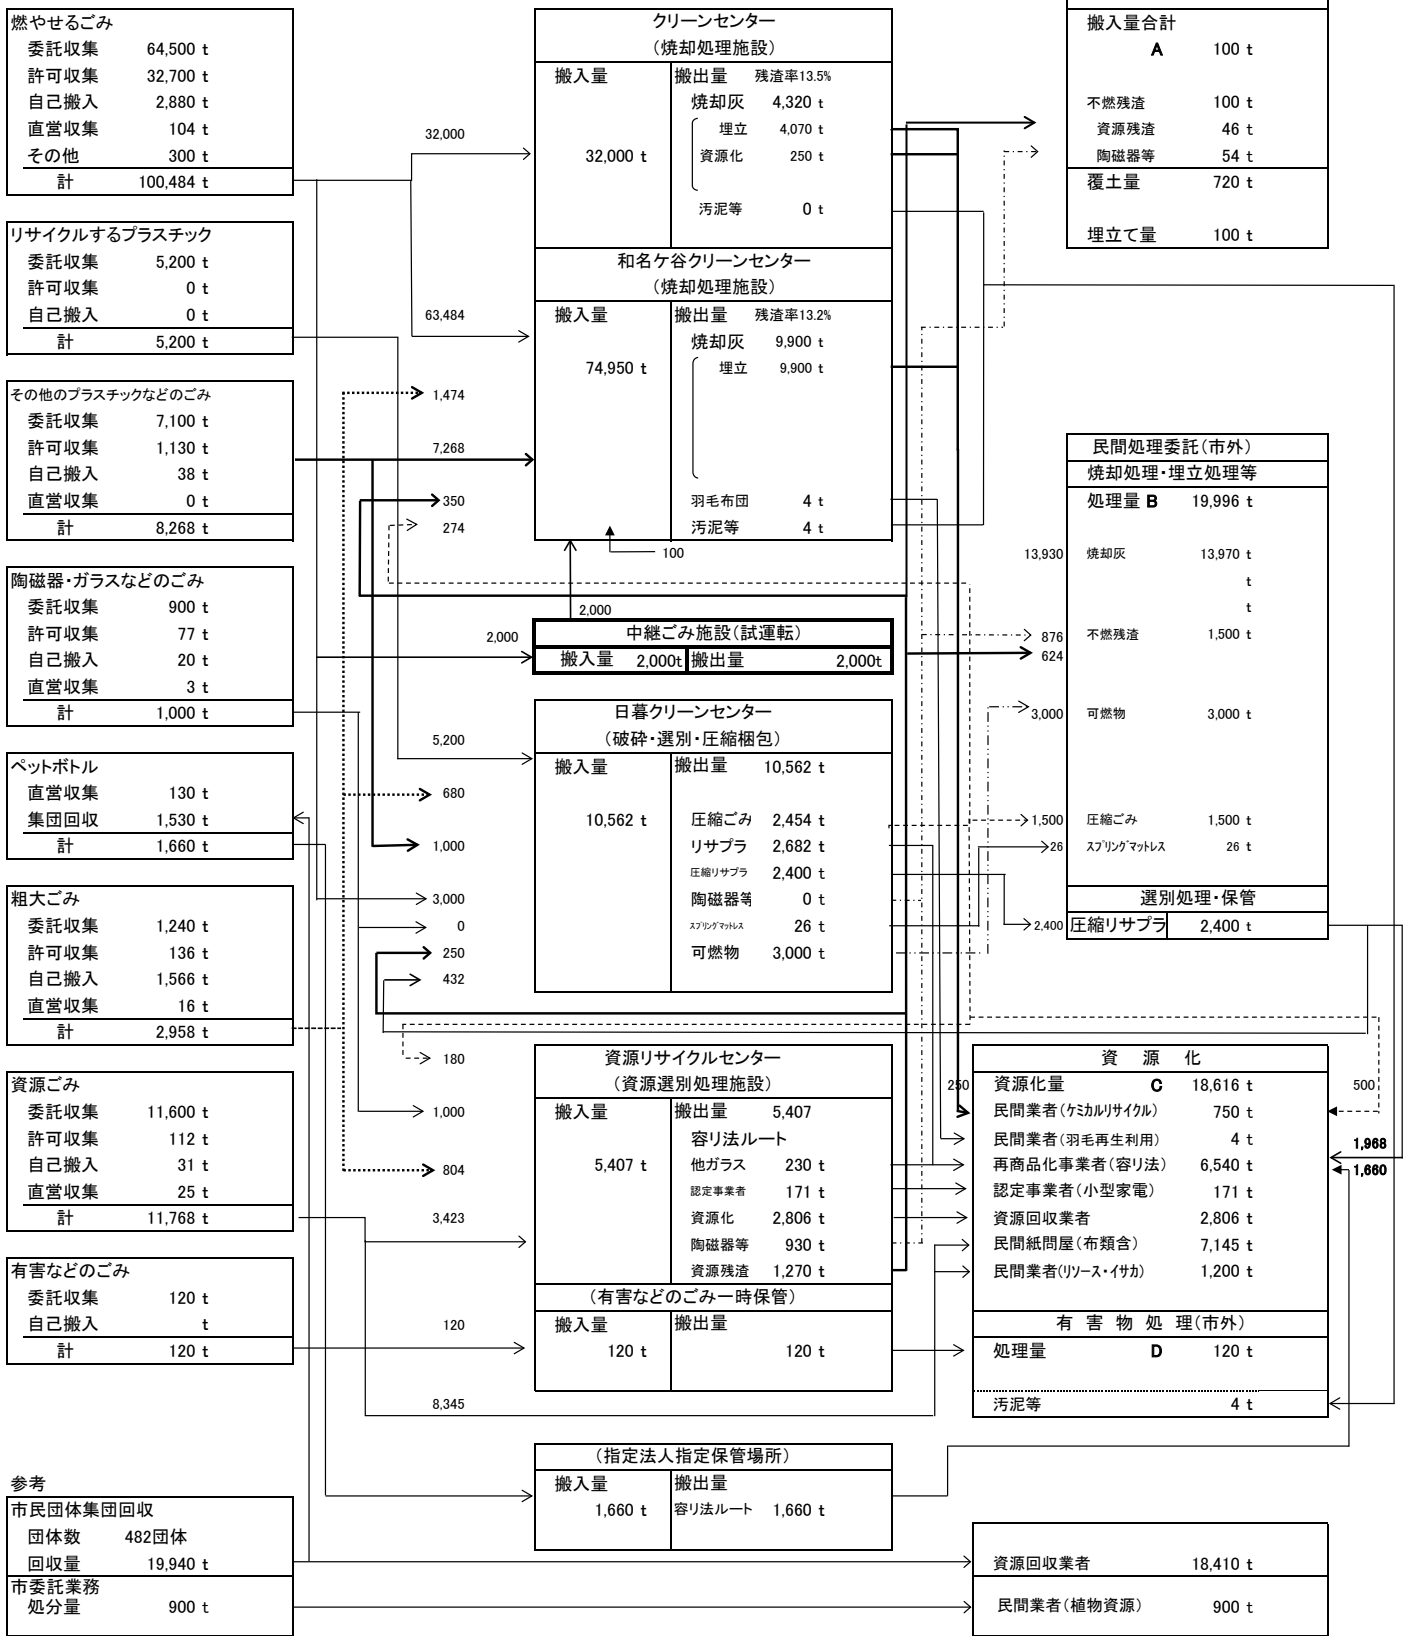 燃やせるごみ
委託収集 64,500 t
許可収集 32,700 t
自己搬入 2,880 t
直営収集 104 t
その他 300 t
計 100,484 t
リサイクルするプラスチック
委託収集 5,200 t
許可収集 0 t
自己搬入 0 t
計 5,200 t
その他のプラスチックなどのごみ
委託収集 7,100 t
許可収集 1,130 t
自己搬入 38 t
直営収集 0 t
計 8,268 t
陶磁器・ガラスなどのごみ
委託収集 900 t
許可収集 77 t
自己搬入 20 t
直営収集 3 t
計 1,000 t
ペットボトル
直営収集 130 t
集団回収 1,530 t
計 1,660 t
粗大ごみ
委託収集 1,240 t
許可収集 136 t
自己搬入 1,566 t
直営収集 16 t
計 2,958 t
資源ごみ
委託収集 11,600 t
許可収集 112 t
自己搬入 31 t
直営収集 25 t
計 11,768 t
有害などのごみ
委託収集 120 t
自己搬入 t
計 120 t
参考
市民団体集団回収
団体数 482団体
回収量 19,940 t
市委託業務
処分量 900 t
32,000
63,484
1,474
7,268
350
274
100
2,000
2,000
5,200
680
1,000
3,000
0
250
432
180
1,000
804
3,423
120
8,345
クリーンセンター
(焼却処理施設)
搬入量 搬出量 残渣率13.5%
焼却灰 4,320 t
埋立 4,070 t
32,000 t 資源化 250 t
汚泥等 0 t
和名ケ谷クリーンセンター
(焼却処理施設)
搬入量 搬出量 残渣率13.2%
焼却灰 9,900 t
74,950 t 埋立 9,900 t
羽毛布団 4 t
汚泥等 4 t
中継ごみ施設(試運転)
搬入量 2,000t 搬出量 2,000t
日暮クリーンセンター
(破砕・選別・圧縮梱包)
搬入量 搬出量 10,562 t
10,562 t 圧縮ごみ 2,454 t
リサプラ 2,682 t
圧縮リサプラ 2,400 t
陶磁器等 0 t
スプリングマットレス 26 t
可燃物 3,000 t
資源リサイクルセンター
(資源選別処理施設)
搬入量 搬出量 5,407
容り法ルート
5,407 t 他ガラス 230 t
認定事業者 171 t
資源化 2,806 t
陶磁器等 930 t
資源残渣 1,270 t
(有害などのごみ一時保管)
搬入量 搬出量
120 t 120 t
(指定法人指定保管場所)
搬入量 搬出量
1,660 t 容り法ルート 1,660 t
搬入量合計
A 100 t
不燃残渣 100 t
資源残渣 46 t
陶磁器等 54 t
覆土量 720 t
埋立て量 100 t
民間処理委託(市外)
焼却処理・埋立処理等
処理量 B 19,996 t
13,930 焼却灰 13,970 t
t
t
876 不燃残渣 1,500 t
624
3,000 可燃物 3,000 t
1,500 圧縮ごみ 1,500 t
26 スプリングマットレス 26 t
選別処理・保管
2,400 圧縮リサプラ 2,400 t
資源化
250 資源化量 C 18,616 t 500
民間業者(ケミカルリサイクル) 750 t
民間業者(羽毛再生利用) 4 t 1,968
再商品化事業者(容リ法) 6,540 t 1,660
認定事業者(小型家電) 171 t
資源回収業者 2,806 t
民間紙問屋(布類含) 7,145 t
民間業者(リソース・イサカ) 1,200 t
有害物処理(市外)
処理量 D 120 t
汚泥等 4 t
資源回収業者 18,410 t
民間業者(植物資源) 900 t